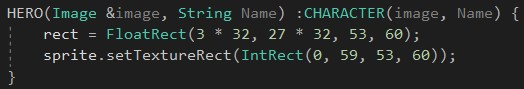 HERO(Image &image, String Name) :CHARACTER(image, Name) {
rect = FloatRect(3 * 32, 27 * 32, 53, 60);
sprite.setTextureRect(IntRect(0, 59, 53, 60));
}